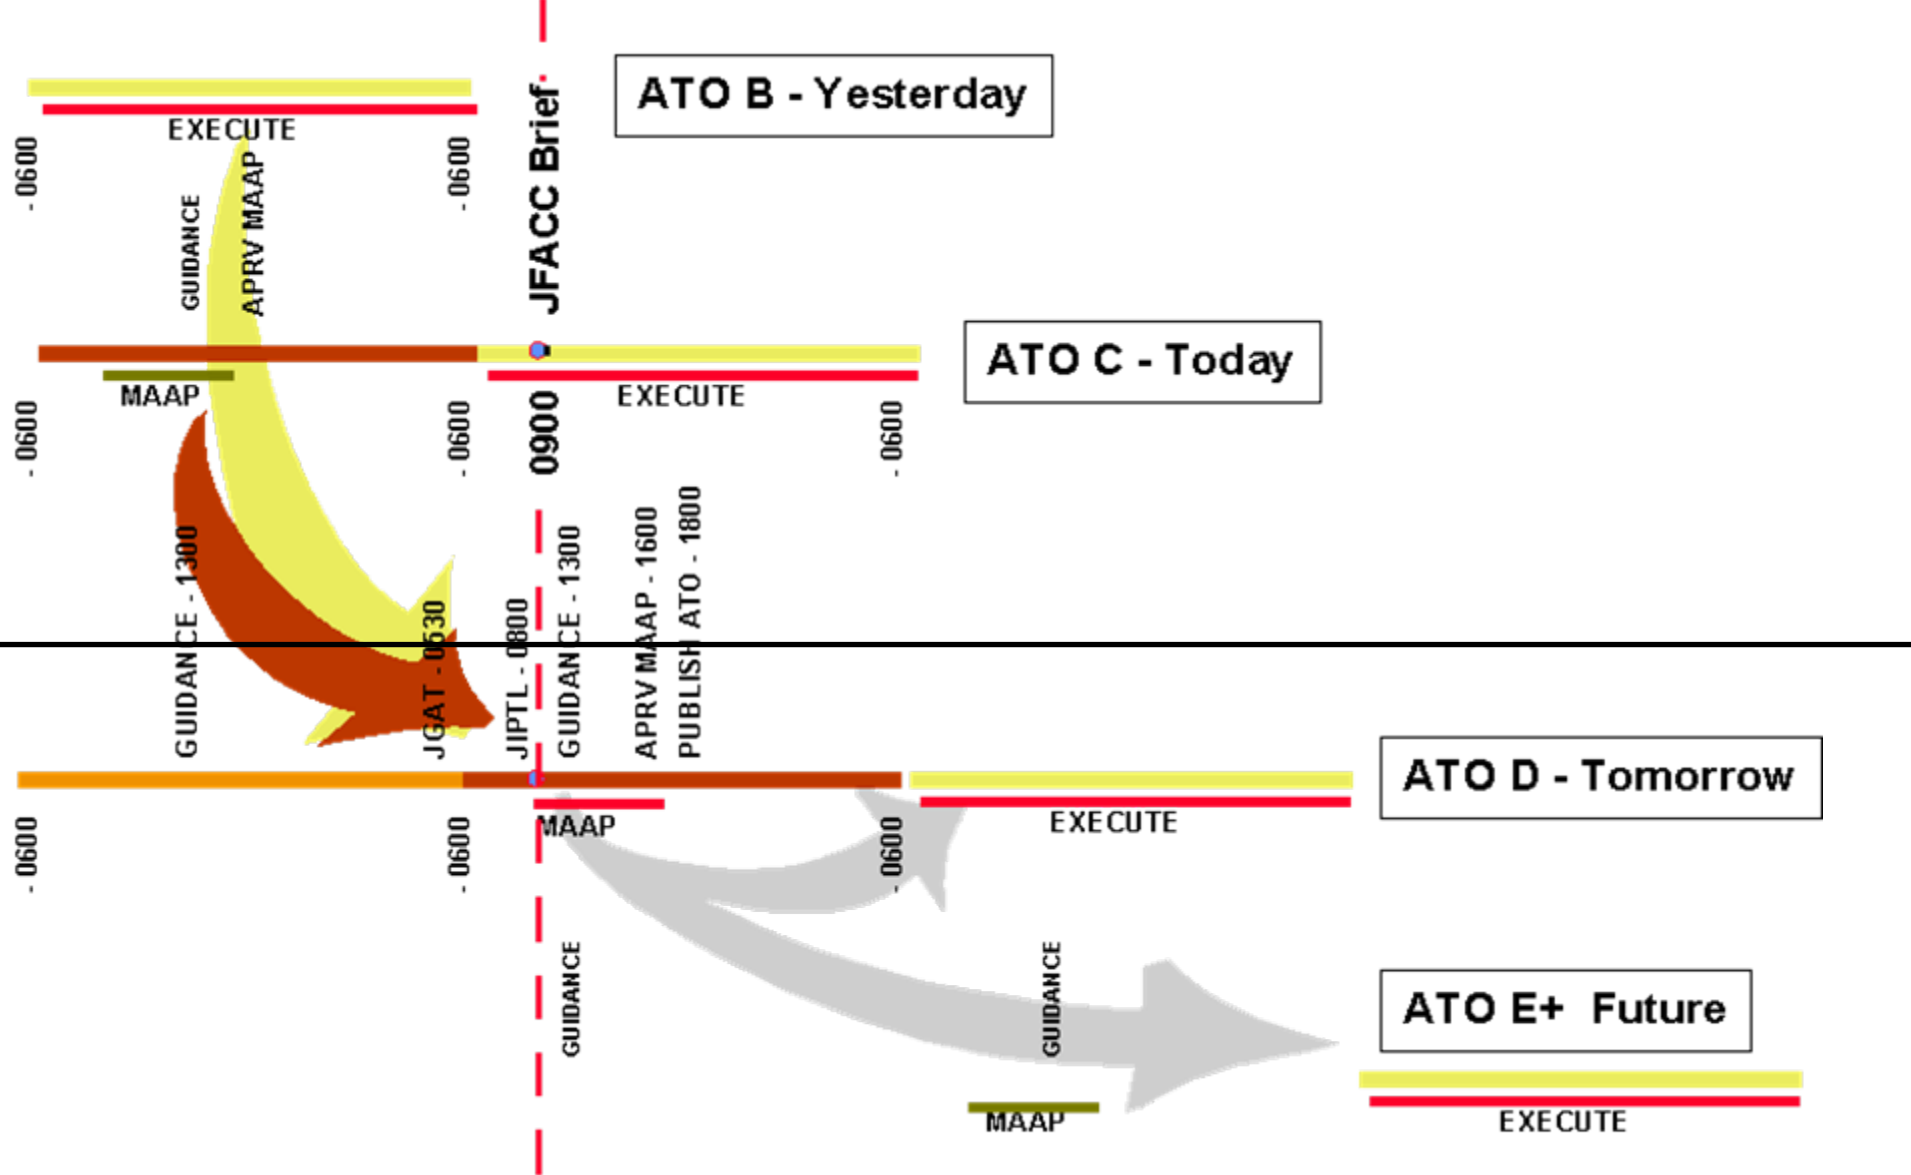 ATO B - Yesterday
EXECUTE
- 0600
- 0600
JFACC Brief
GUIDANCE
APRV MAAP
ATO C - Today
MAAP
EXECUTE
- 0600
- 0600
0900
- 0600
GUIDANCE - 1300
JGAT - 0630
JIPTL - 0800
GUIDANCE - 1300
APRV MAAP - 1600
PUBLISH ATO - 1800
ATO D - Tomorrow
MAAP
EXECUTE
- 0600
- 0600
- 0600
GUIDANCE
GUIDANCE
ATO E+ Future
MAAP
EXECUTE